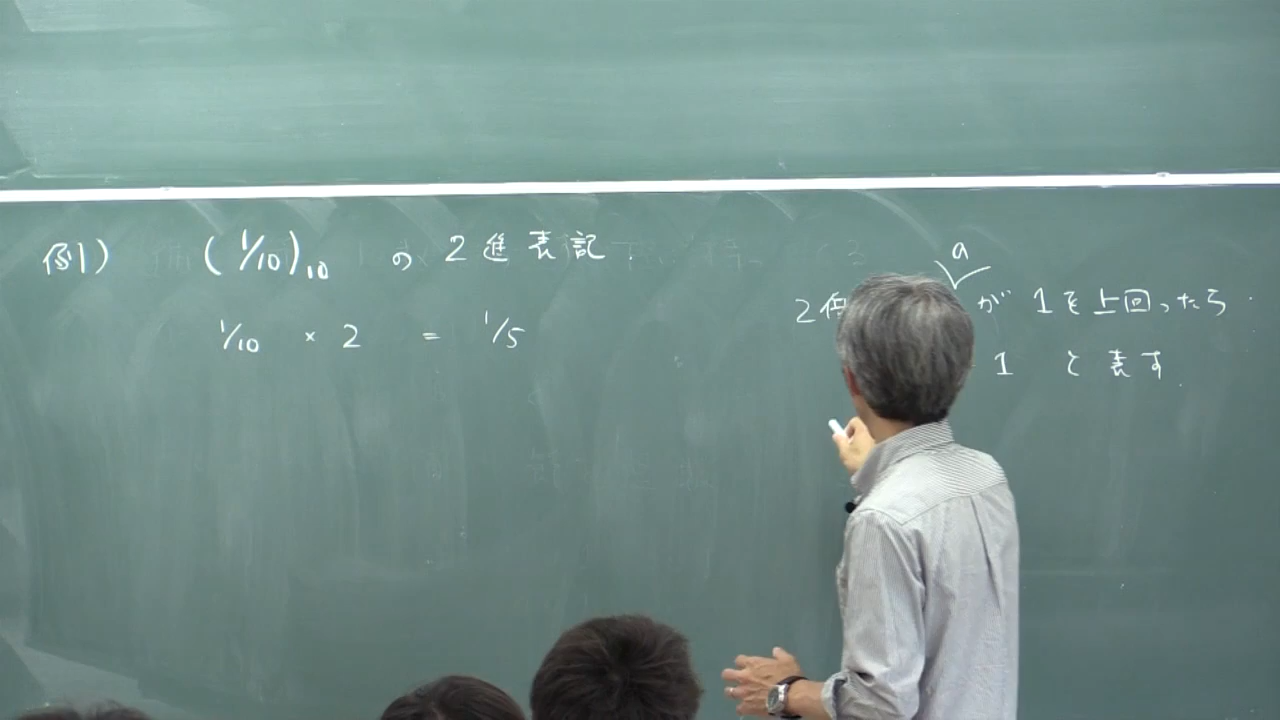 例1) (1/10)₁₀ の 2進表記
1/10 × 2 = 1/5
a
2 が 1を上回ったら
1 と表す.